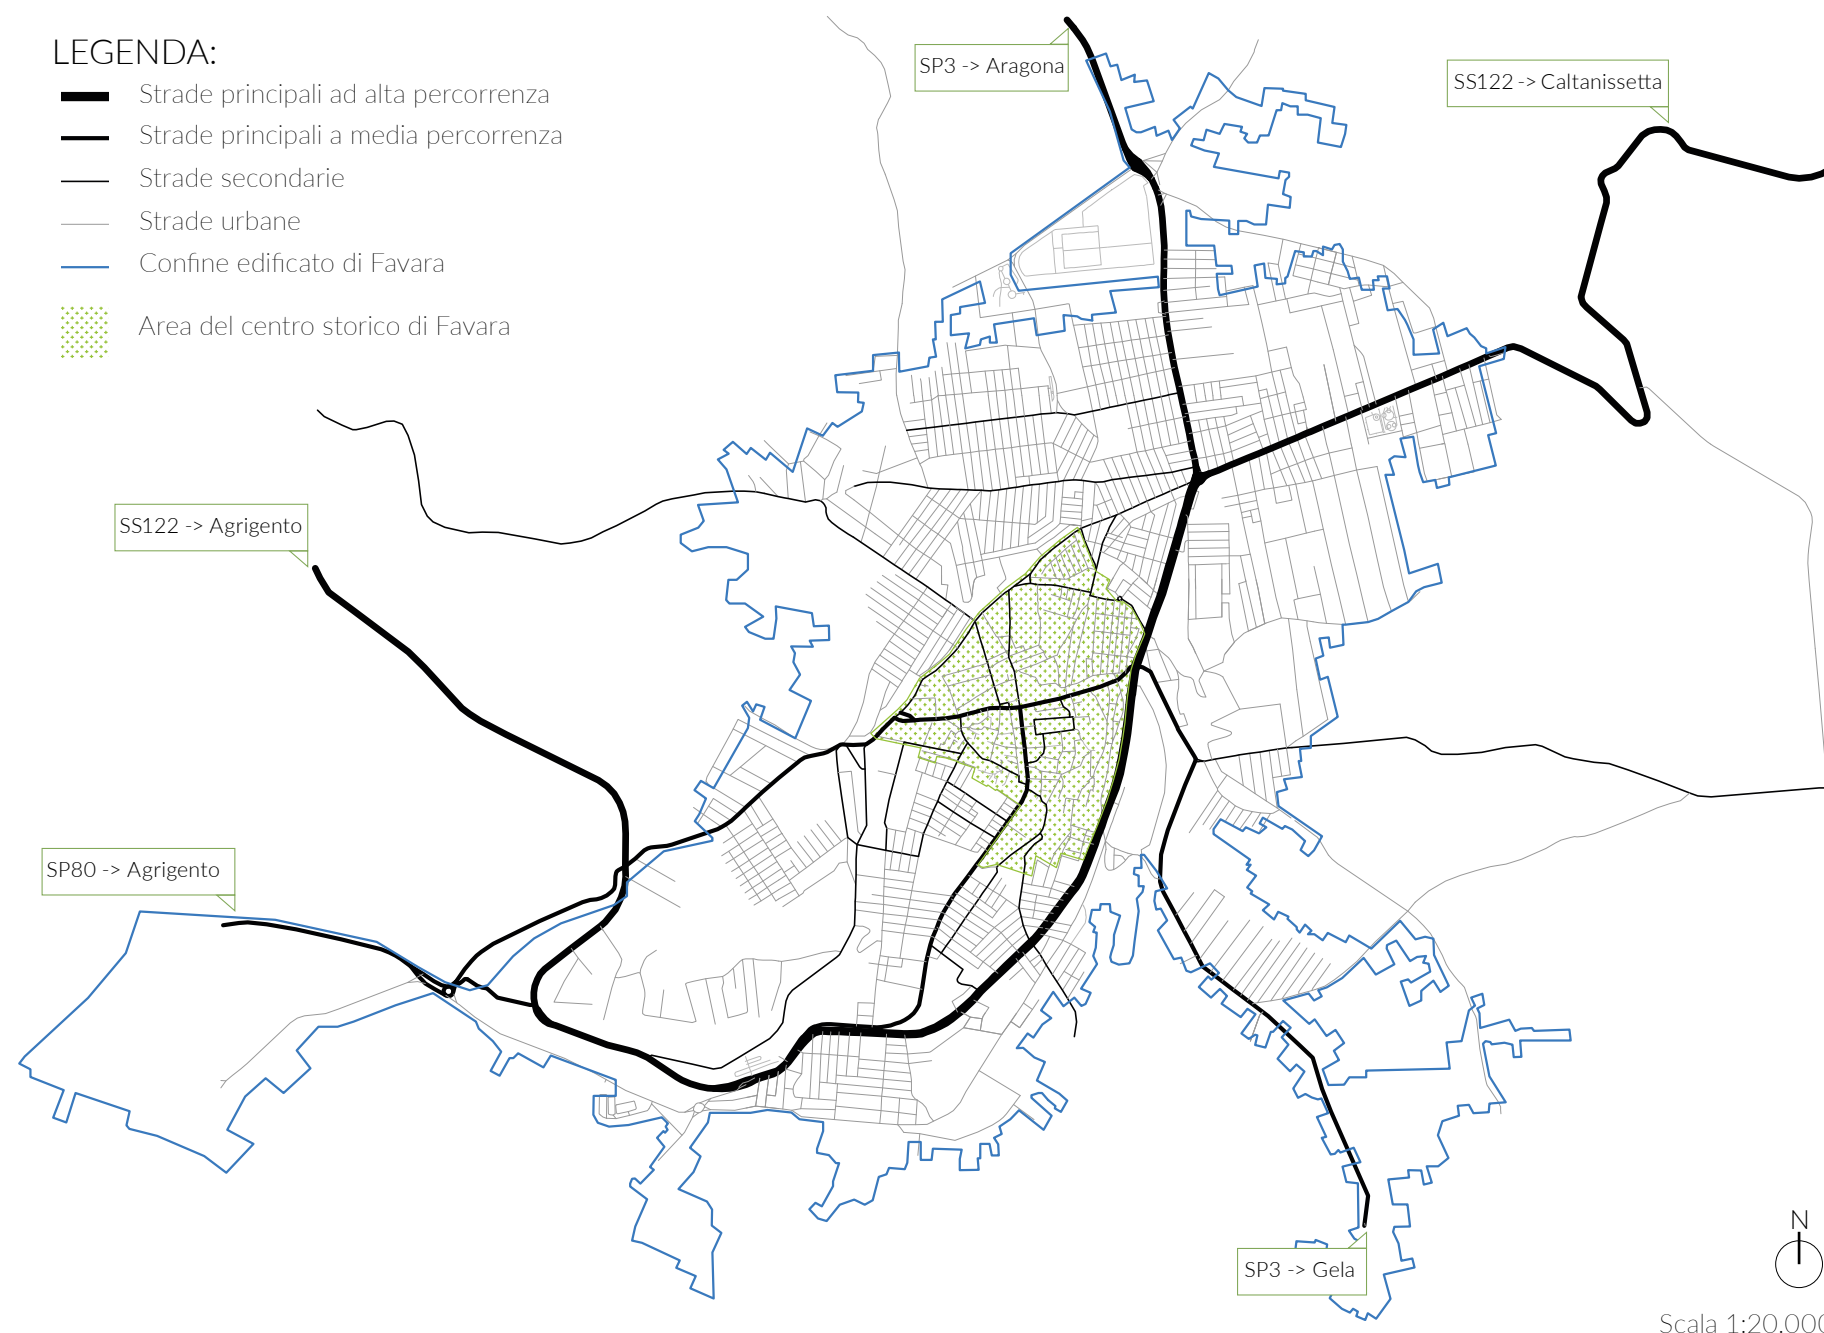 LEGENDA:
Strade principali ad alta percorrenza
Strade principali a media percorrenza
Strade secondarie
Strade urbane
Confine edificato di Favara
Area del centro storico di Favara
SP3 -> Aragona
SS122 -> Caltanissetta
SS122 -> Agrigento
SP80 -> Agrigento
SP3 -> Gela
N
Scala 1:20.000